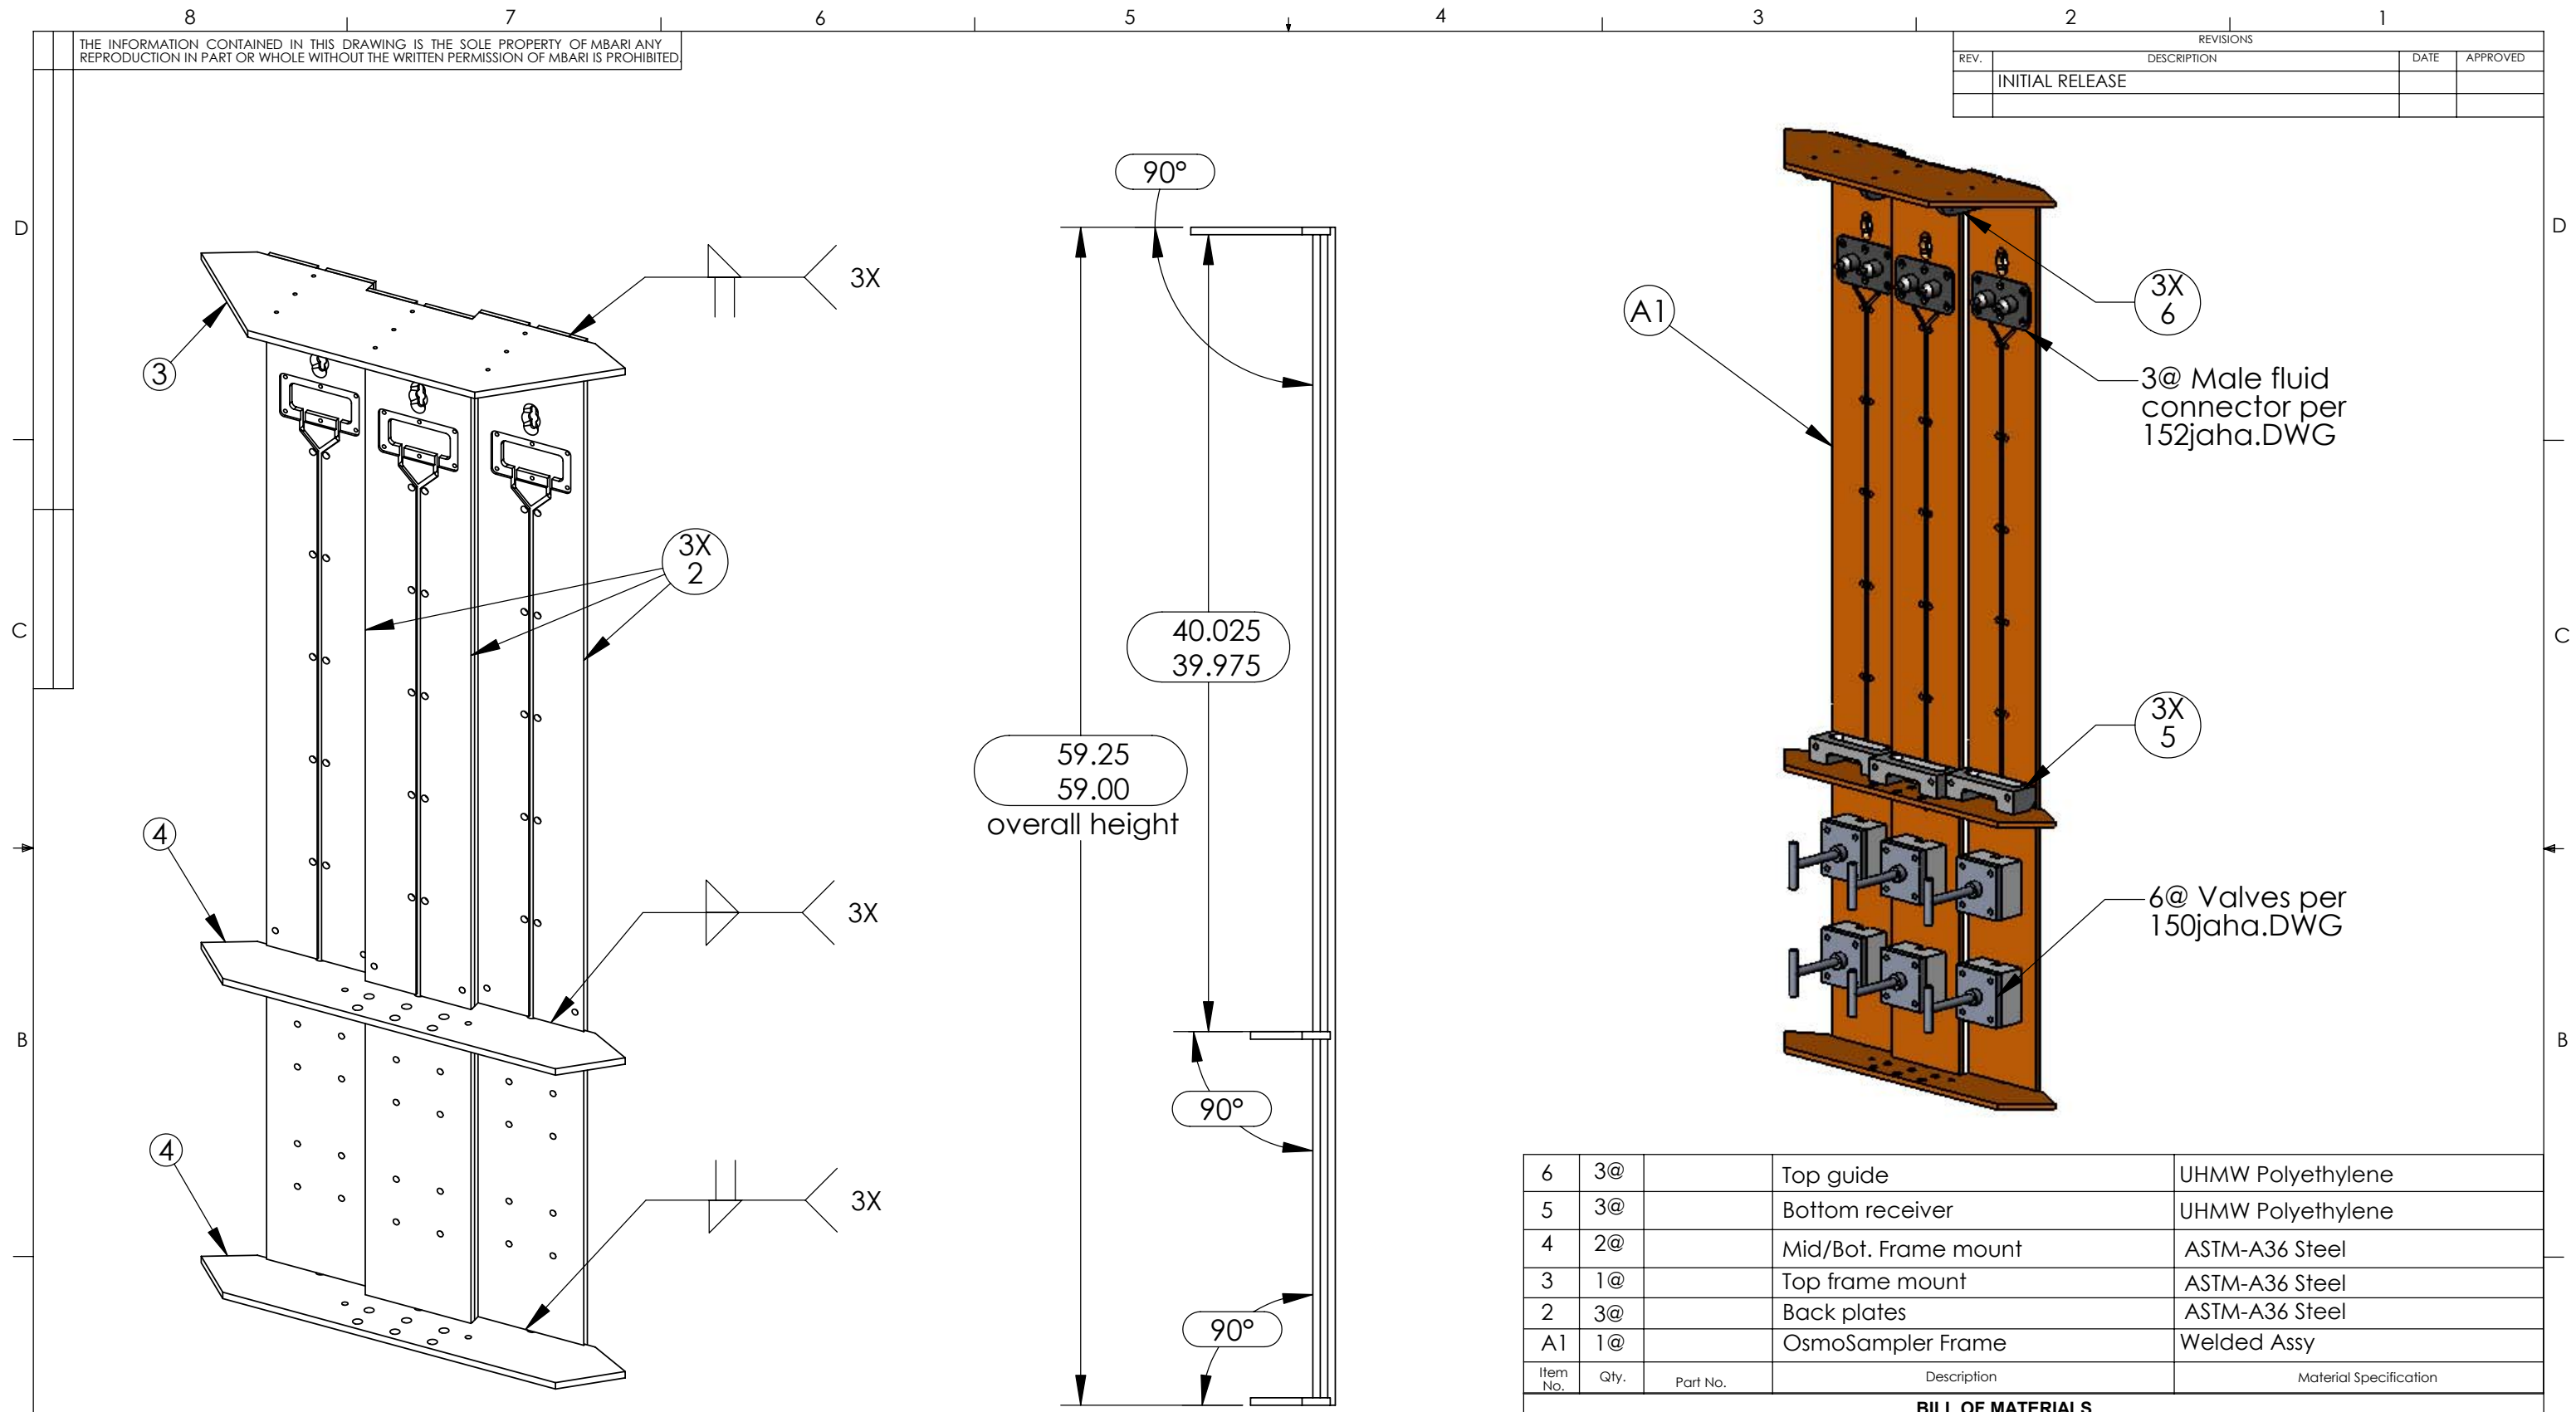 8 7 6 5 4 3 2 1
THE INFORMATION CONTAINED IN THIS DRAWING IS THE SOLE PROPERTY OF MBARI ANY
REPRODUCTION IN PART OR WHOLE WITHOUT THE WRITTEN PERMISSION OF MBARI IS PROHIBITED.
REVISIONS
REV. DESCRIPTION DATE APPROVED
INITIAL RELEASE
D
C
B
3
3X
3X
2
4
3X
4
3X
90°
40.025
39.975
59.25
59.00
overall height
90°
90°
A1
3X
6
3@ Male fluid
connector per
152jaha.DWG
3X
5
6@ Valves per
150jaha.DWG
D
C
B
6 3@ Top guide UHMW Polyethylene
5 3@ Bottom receiver UHMW Polyethylene
4 2@ Mid/Bot. Frame mount ASTM-A36 Steel
3 1@ Top frame mount ASTM-A36 Steel
2 3@ Back plates ASTM-A36 Steel
A1 1@ OsmoSampler Frame Welded Assy
Item No. Qty. Part No. Description Material Specification
BILL OF MATERIALS